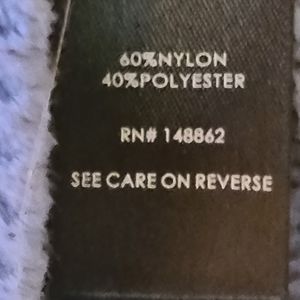 60%NYLON
40%POLYESTER
RN# 148862
SEE CARE ON REVERSE